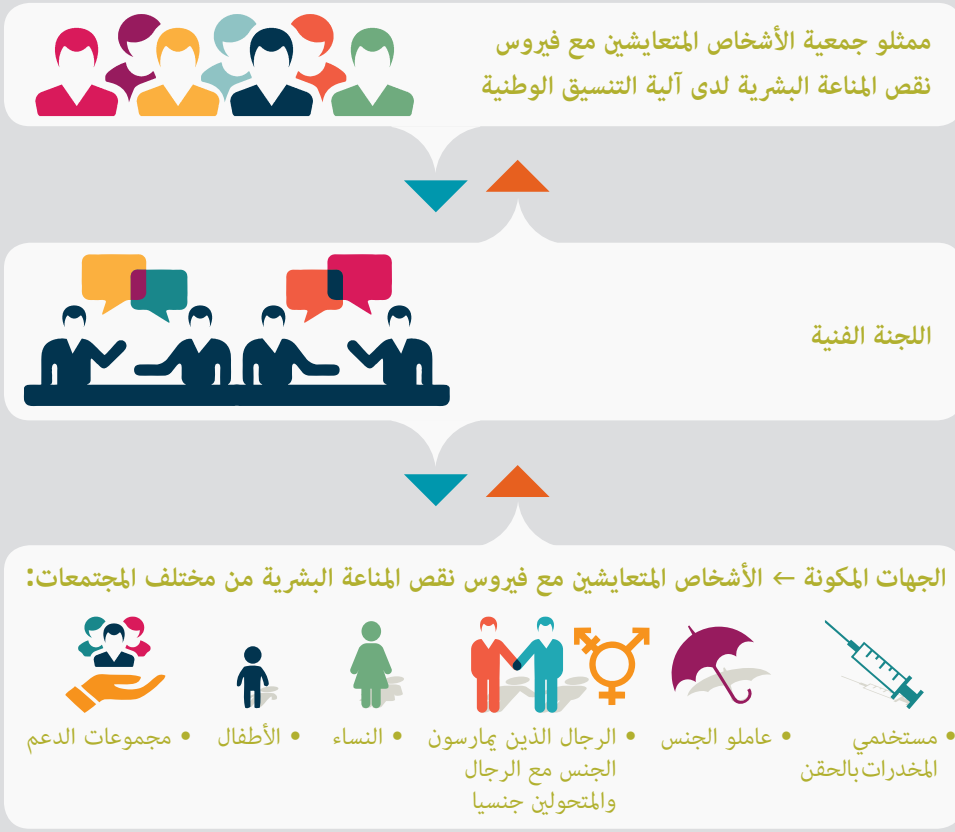 ممثلو جمعية الأشخاص المتعايشين مع فيروس
نقص المناعة البشرية لدى آلية التنسيق الوطنية
اللجنة الفنية
الجهات المكونة ← الأشخاص المتعايشين مع فيروس نقص المناعة البشرية من مختلف المجتمعات:
• مستخدمي
المخدرات بالحقن
• عاملو الجنس
• الرجال الذين يمارسون
الجنس مع الرجال
والمتحولين جنسيا
• النساء
• الأطفال
• مجموعات الدعم